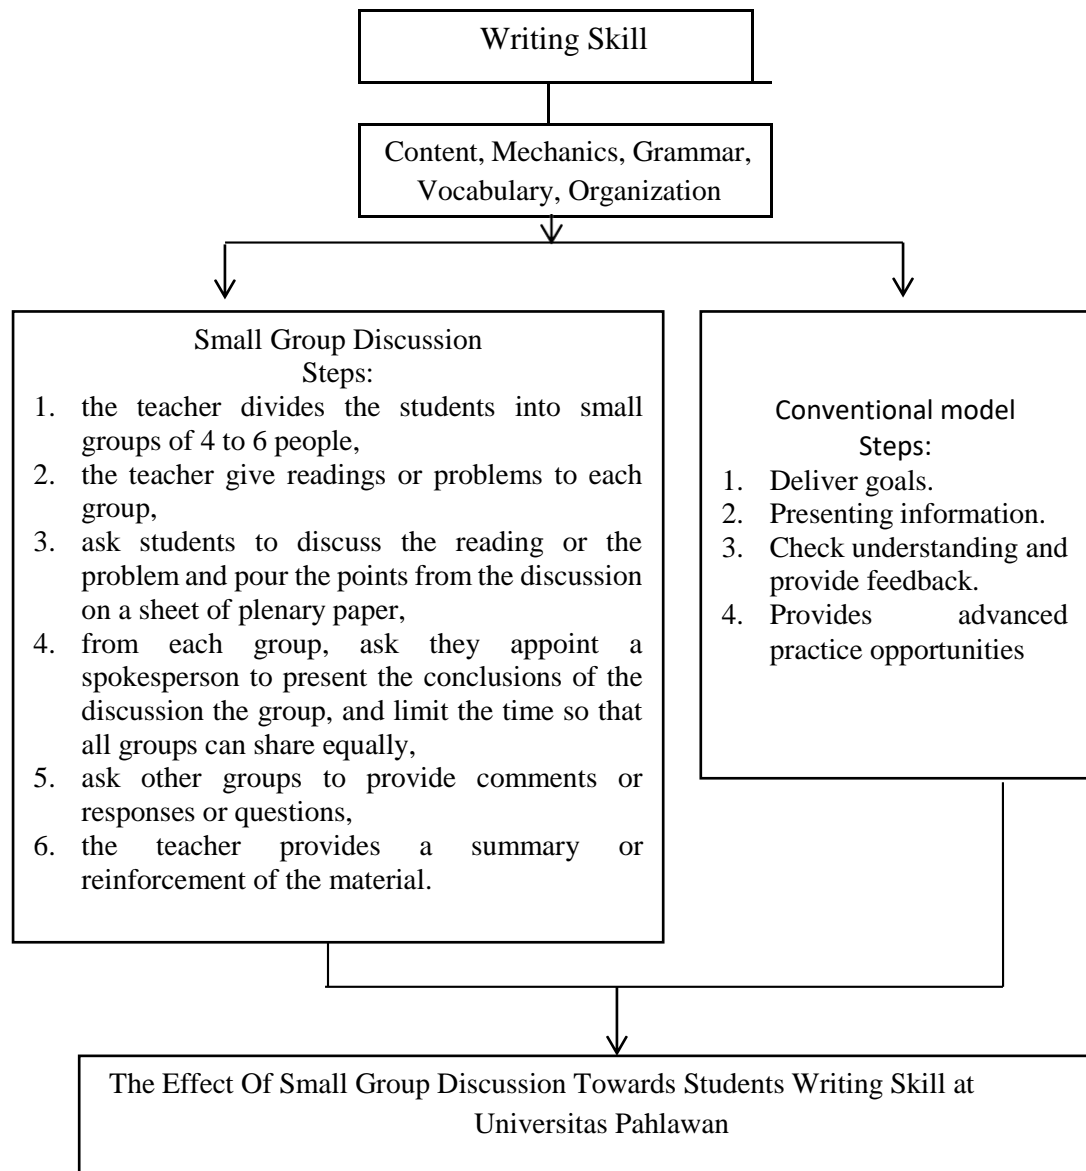 Writing Skill
Content, Mechanics, Grammar,
Vocabulary, Organization
Small Group Discussion
Steps:
1. the teacher divides the students into small
groups of 4 to 6 people,
2. the teacher give readings or problems to each
group,
3. ask students to discuss the reading or the
problem and pour the points from the discussion
on a sheet of plenary paper,
4. from each group, ask they appoint a
spokesperson to present the conclusions of the
discussion the group, and limit the time so that
all groups can share equally,
5. ask other groups to provide comments or
responses or questions,
6. the teacher provides a summary or
reinforcement of the material.
Conventional model
Steps:
1. Deliver goals.
2. Presenting information.
3. Check understanding and
provide feedback.
4. Provides advanced
practice opportunities
The Effect Of Small Group Discussion Towards Students Writing Skill at
Universitas Pahlawan